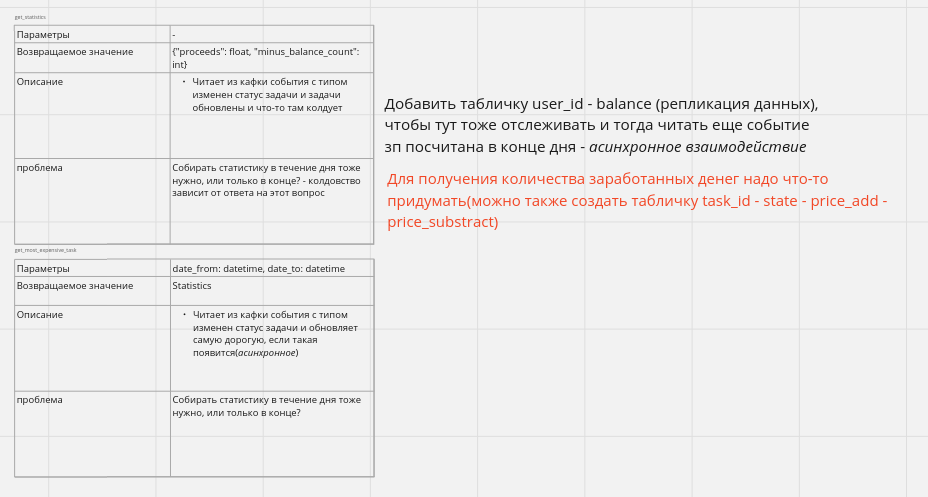 get_statistics
Параметры -
Возвращаемое значение {"proceeds": float, "minus_balance_count":
int}
Описание • Читает из кафки события с типом
изменен статус задачи и задачи
обновлены и что-то там колдует
проблема Собирать статистику в течение дня тоже
нужно, или только в конце? - колдовство
зависит от ответа на этот вопрос
Добавить табличку user_id - balance (репликация данных),
чтобы тут тоже отслеживать и тогда читать еще событие
зп посчитана в конце дня - асинхронное взаимодействие
Для получения количества заработанных денег надо что-то
придумать(можно также создать табличку task_id - state - price_add -
price_substract)
get_most_expensive_task
Параметры date_from: datetime, date_to: datetime
Возвращаемое значение Statistics
Описание • Читает из кафки события с типом
изменен статус задачи и обновляет
самую дорогую, если такая
появится(асинхронное)
проблема Собирать статистику в течение дня тоже
нужно, или только в конце?